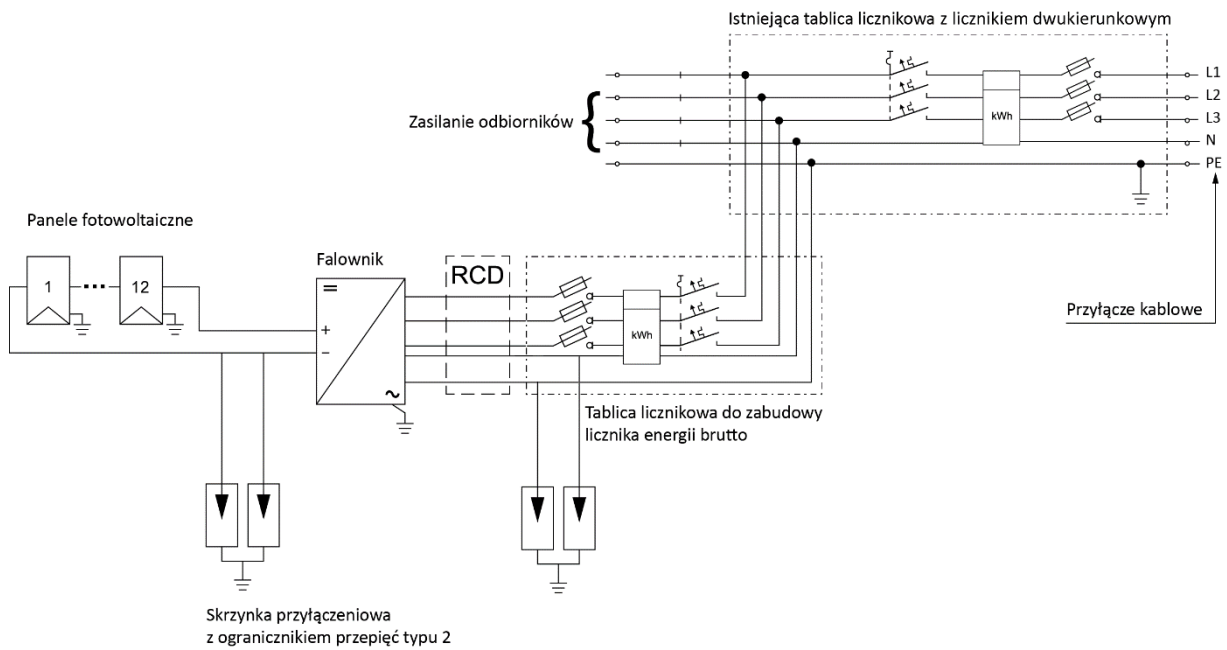 Istniejąca tablica licznikowa z licznikiem dwukierunkowym
L1
L2
kWh
L3
Zasilanie odbiorników
N
PE
Panele fotowoltaiczne
Falownik
RCD
1
12
Przyłącze kablowe
kWh
Tablica licznikowa do zabudowy
licznika energii brutto
Skrzynka przyłączeniowa
z ogranicznikiem przepięć typu 2